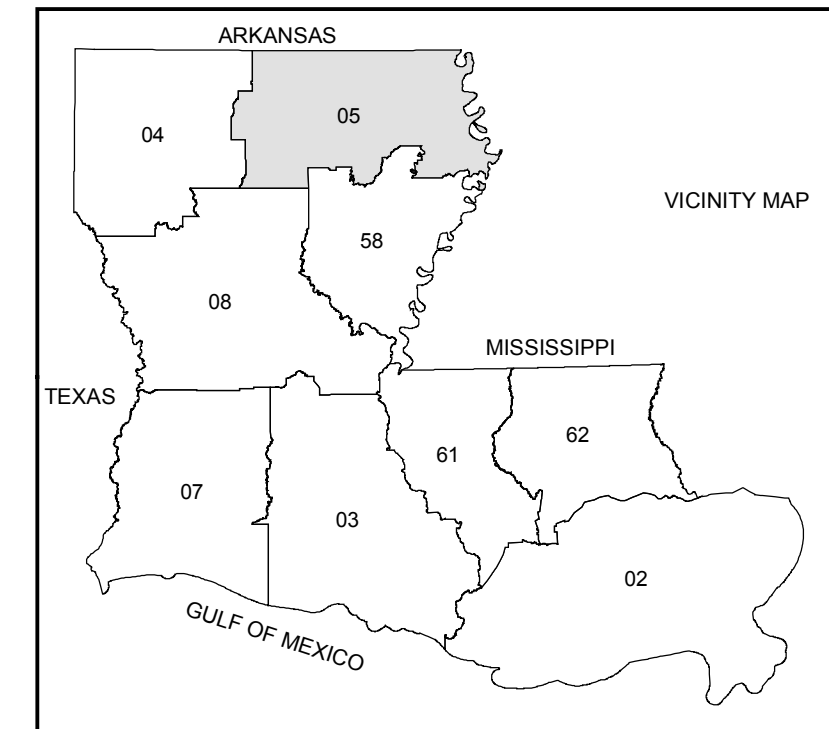 ARKANSAS
05
04
VICINITY MAP
58
08
MISSISSIPPI
TEXAS
62
61
07
03
02
GULF OF MEXICO